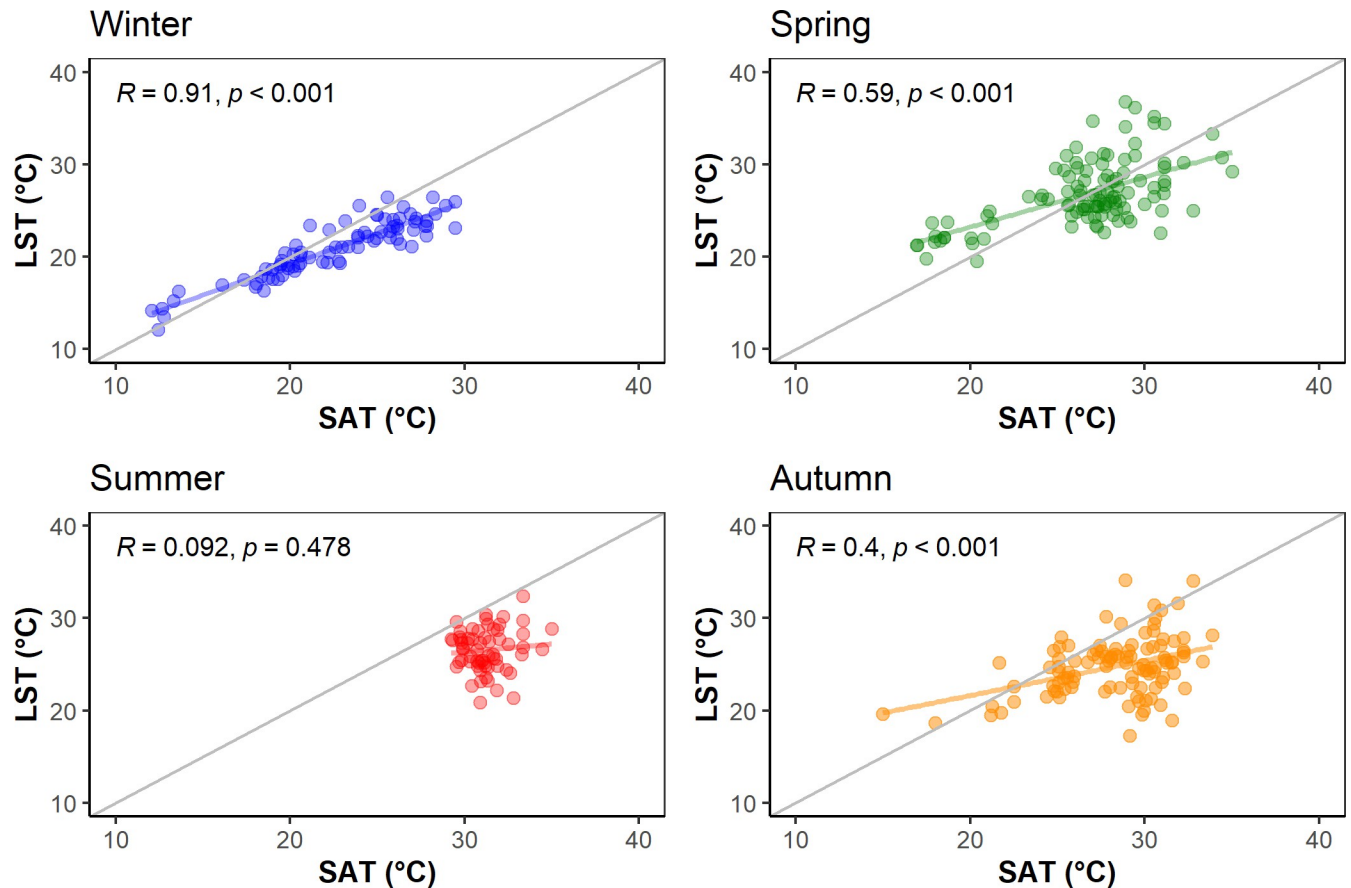 Winter
R = 0.91, p < 0.001
40
30
20
10
LST (°C)
10 20 30 40
SAT (°C)
Spring
R = 0.59, p < 0.001
40
30
20
10
LST (°C)
10 20 30 40
SAT (°C)
Summer
R = 0.092, p = 0.478
40
30
20
10
LST (°C)
10 20 30 40
SAT (°C)
Autumn
R = 0.4, p < 0.001
40
30
20
10
LST (°C)
10 20 30 40
SAT (°C)